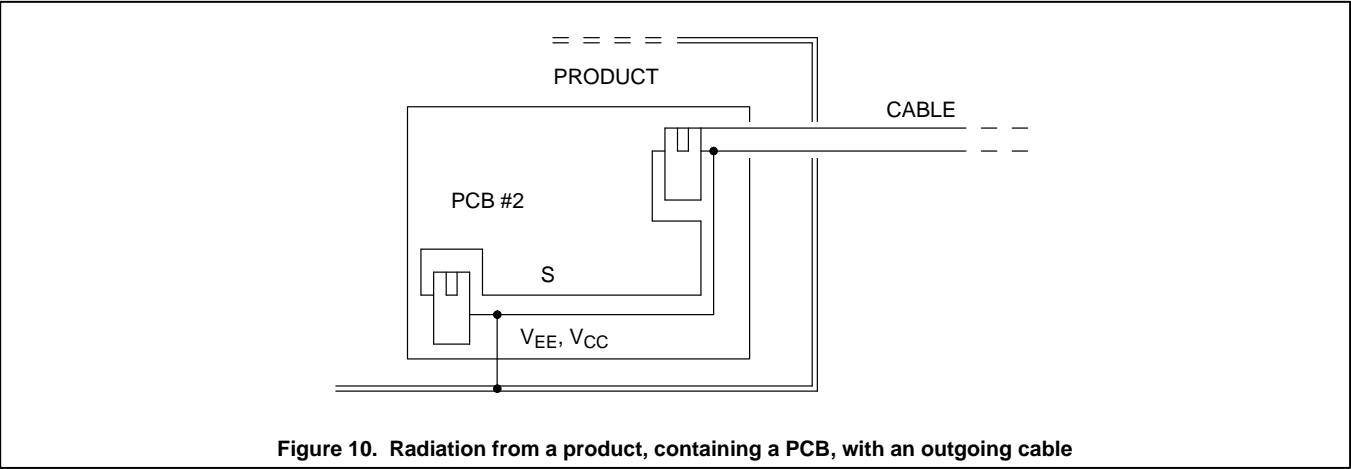 PRODUCT
CABLE
PCB #2
S
VEE, VCC
Figure 10. Radiation from a product, containing a PCB, with an outgoing cable